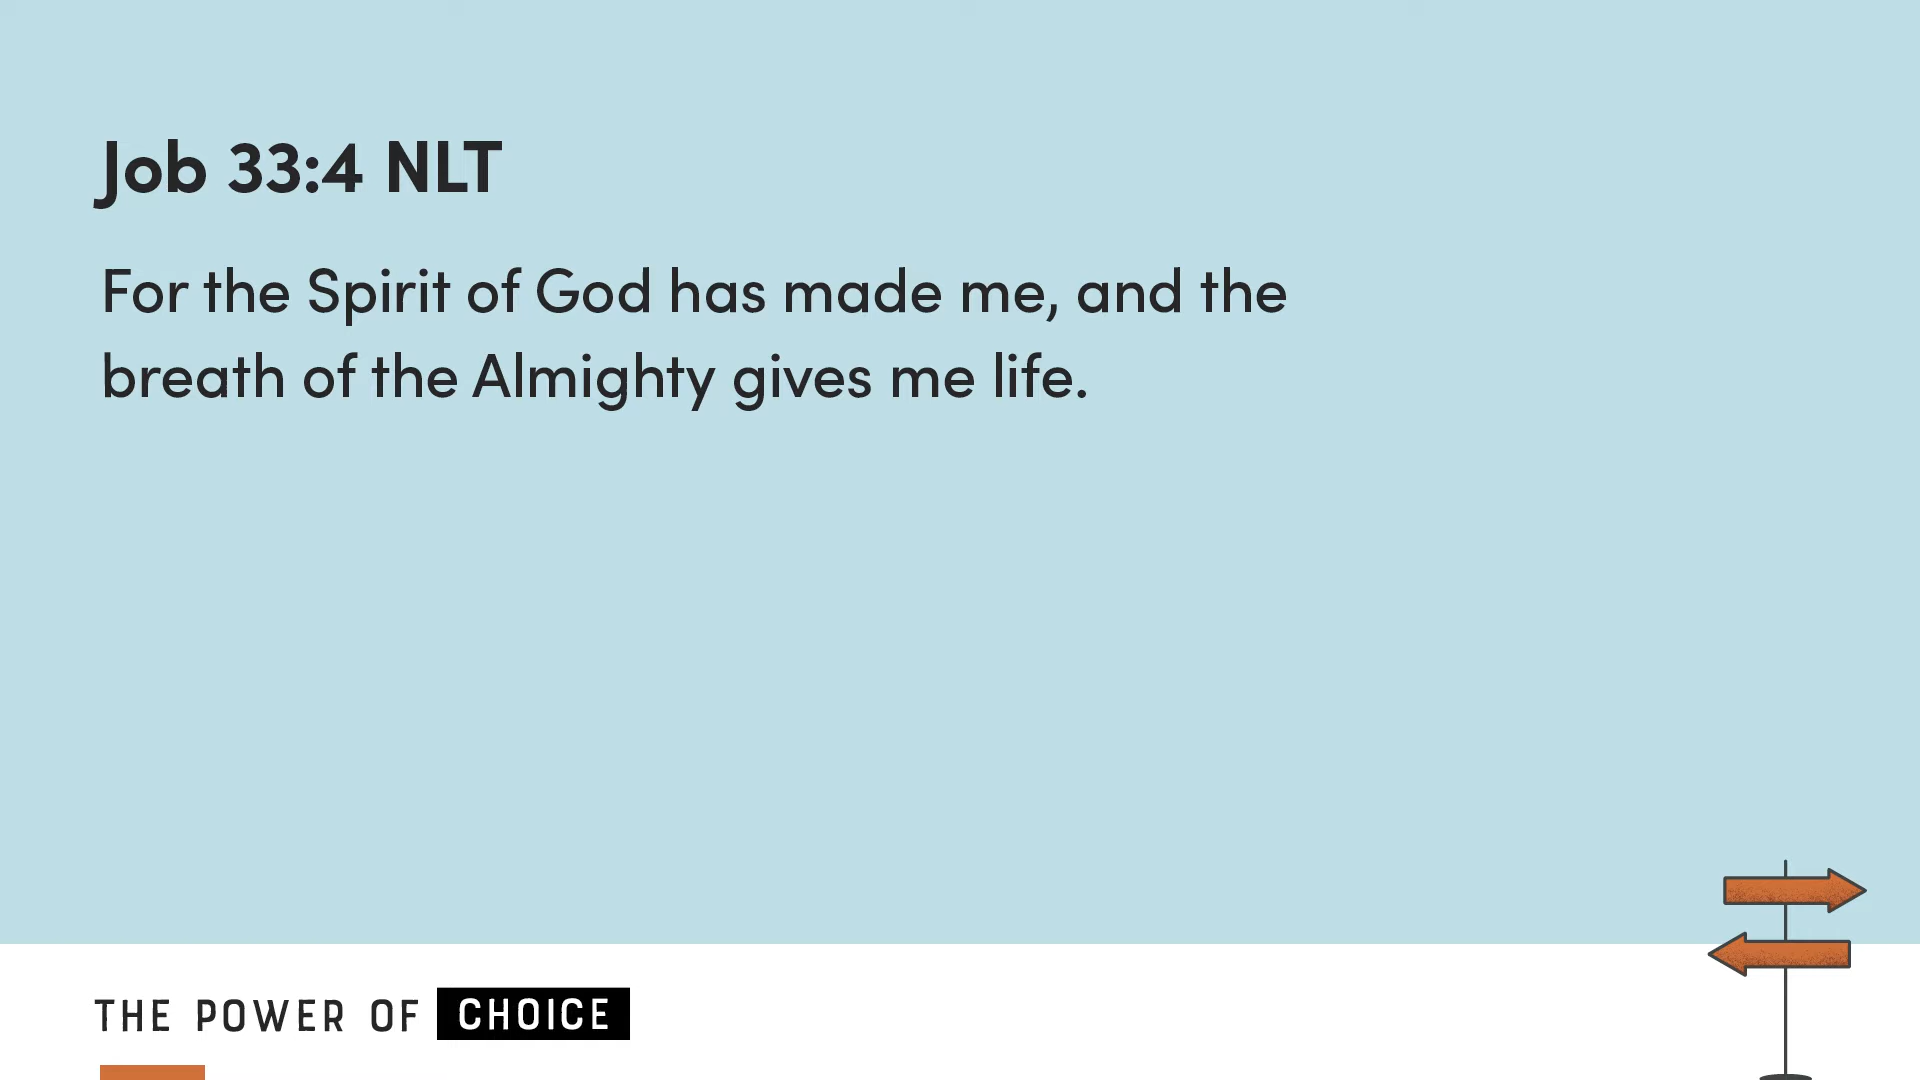 Job 33:4 NLT
For the Spirit of God has made me, and the
breath of the Almighty gives me life.
THE POWER OF CHOICE